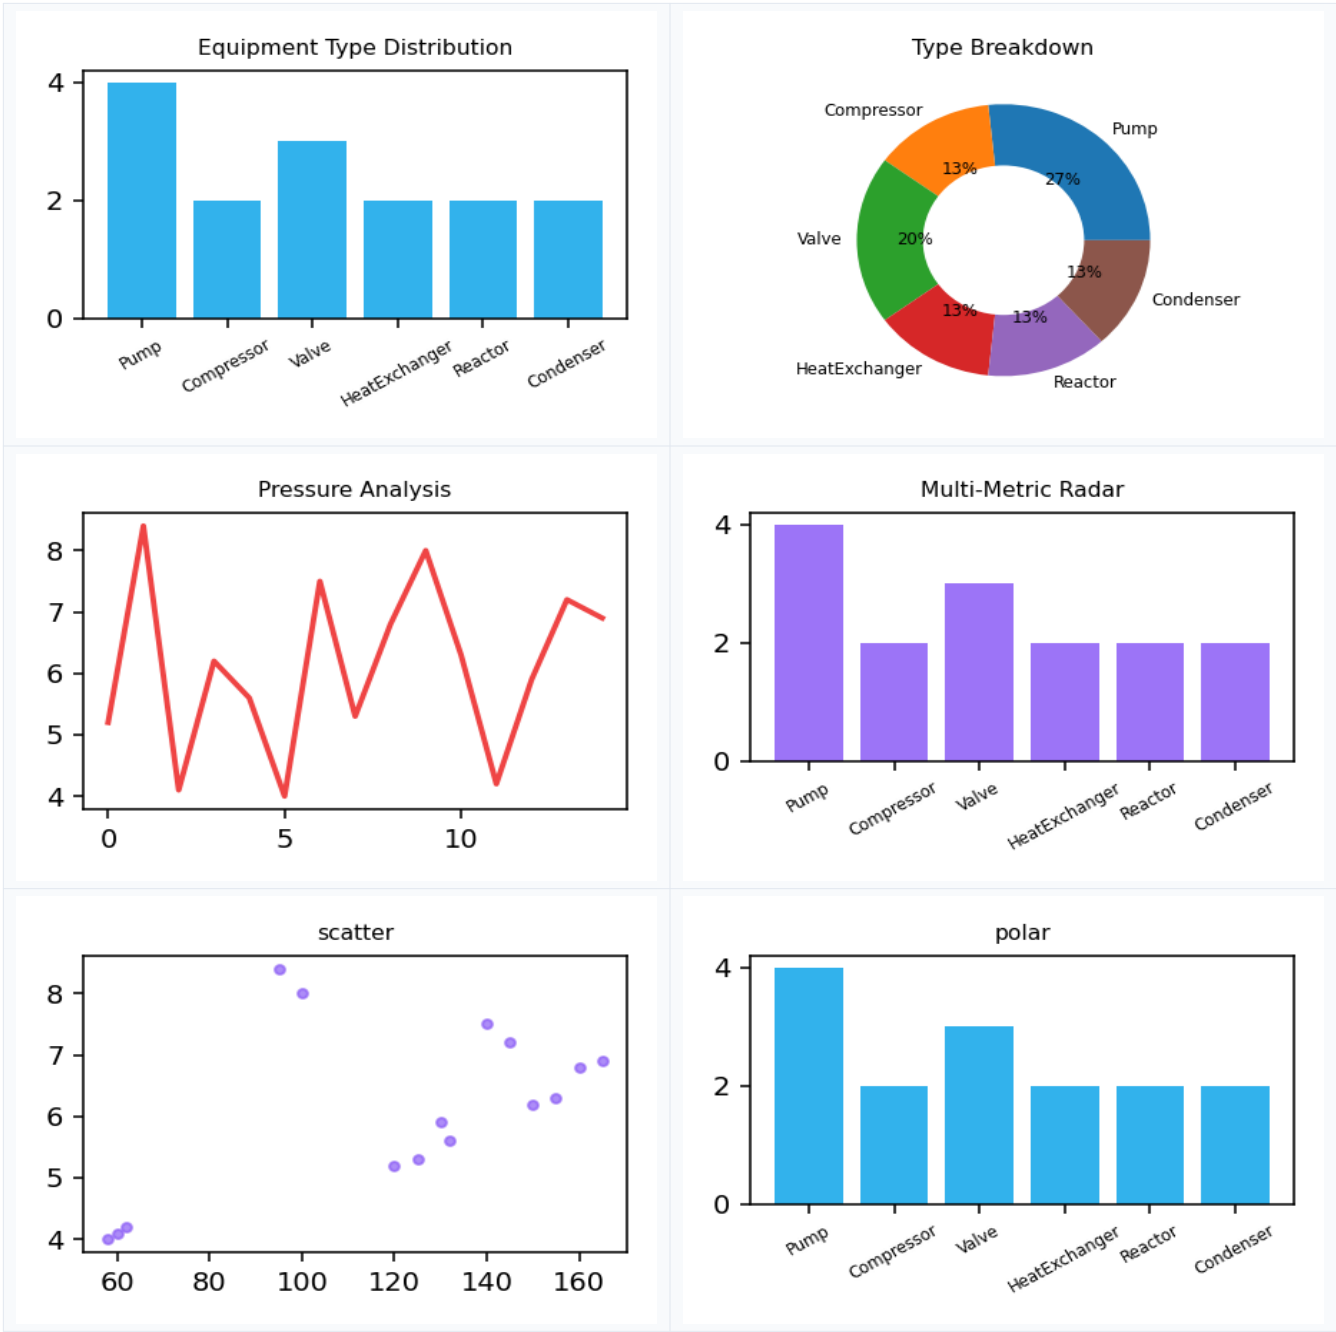 Equipment Type Distribution
4
2
0
Pump
Compressor
Valve
HeatExchanger
Reactor
Condenser
Type Breakdown
Compressor
Pump
13%
27%
Valve
20%
13%
Condenser
13%
13%
HeatExchanger
Reactor
Pressure Analysis
8
7
6
5
4
0 5 10
Multi-Metric Radar
4
2
0
Pump
Compressor
Valve
HeatExchanger
Reactor
Condenser
scatter
8
7
6
5
4
60 80 100 120 140 160
polar
4
2
0
Pump
Compressor
Valve
HeatExchanger
Reactor
Condenser